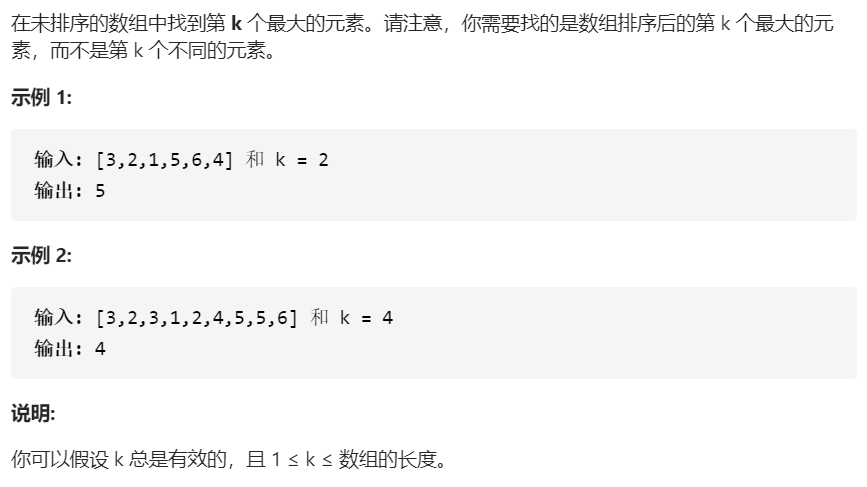 在未排序的数组中找到第 k 个最大的元素。请注意，你需要找的是数组排序后的第 k 个最大的元
素，而不是第 k 个不同的元素。
示例 1:
输入: [3,2,1,5,6,4] 和 k = 2
输出: 5
示例 2:
输入: [3,2,3,1,2,4,5,5,6] 和 k = 4
输出: 4
说明:
你可以假设 k 总是有效的，且 1 ≤ k ≤ 数组的长度。